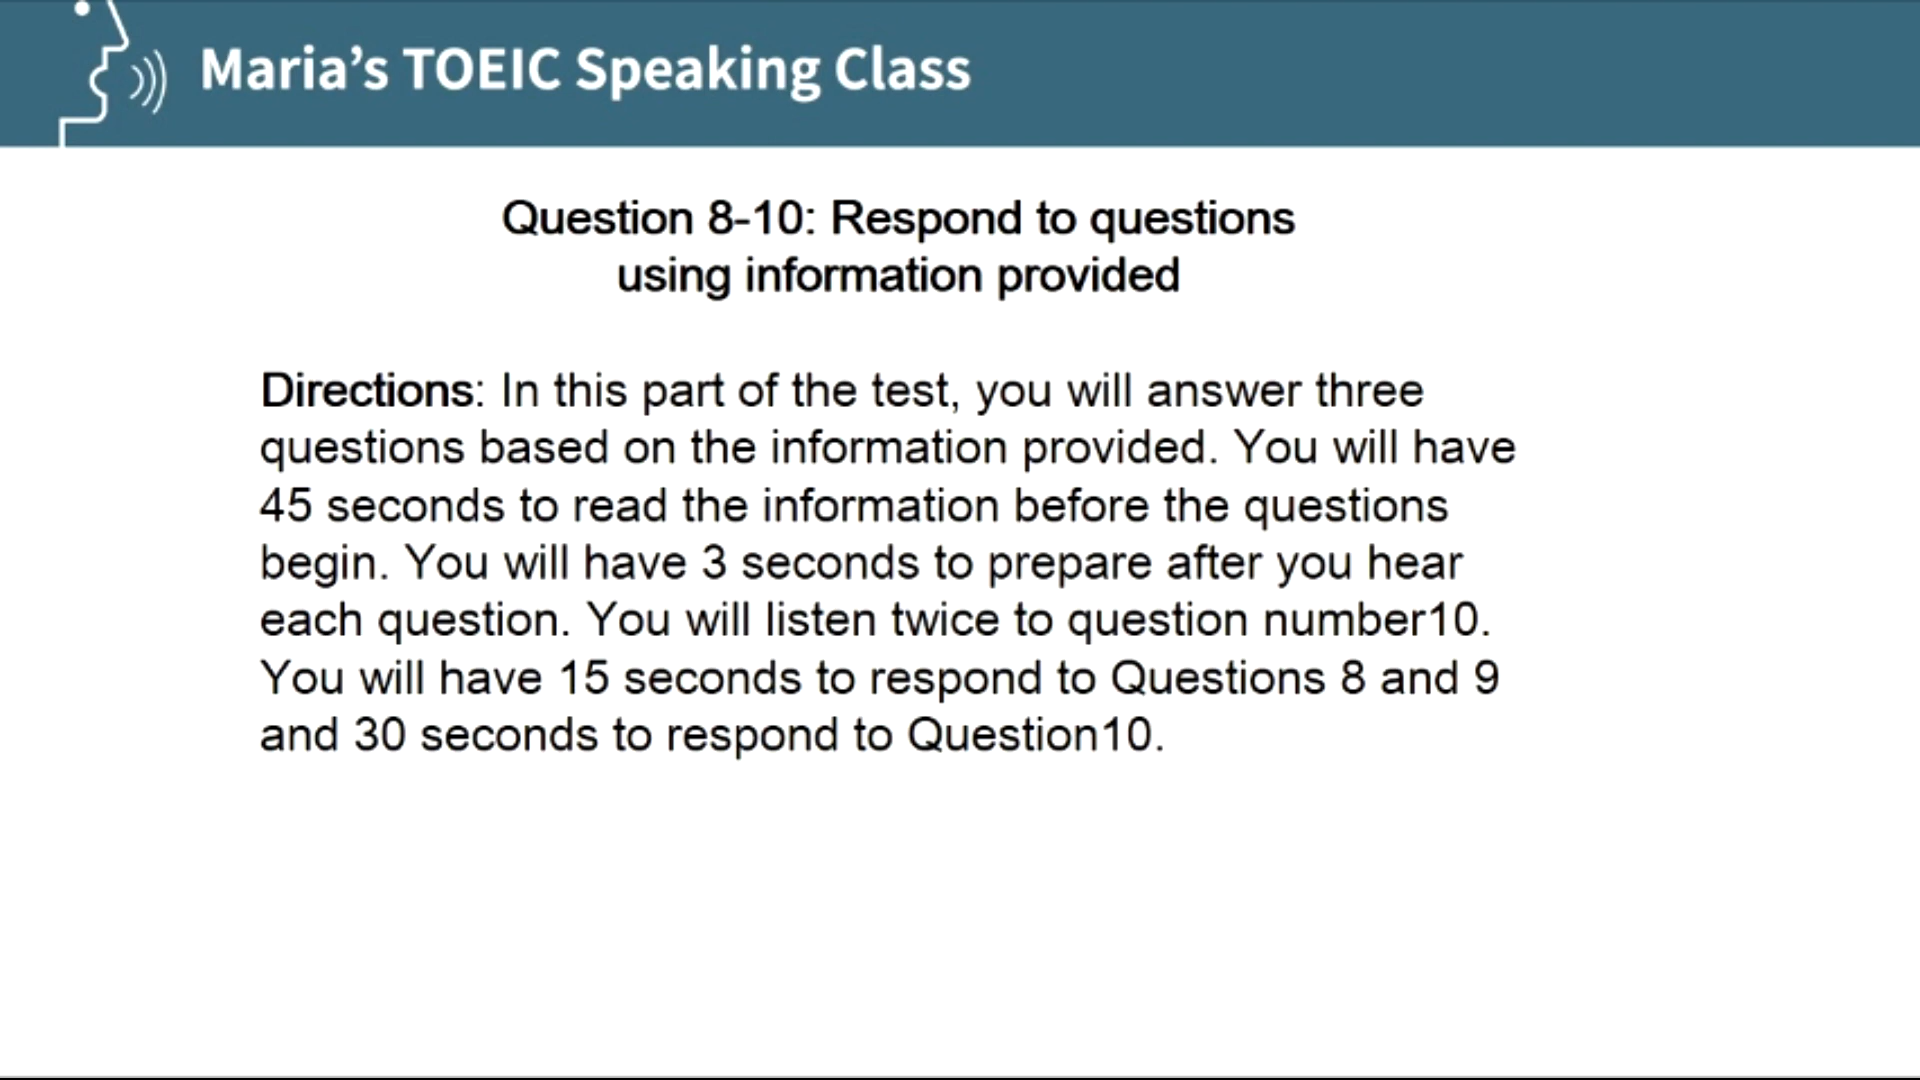 Maria's TOEIC Speaking Class
Question 8-10: Respond to questions
using information provided
Directions: In this part of the test, you will answer three
questions based on the information provided. You will have
45 seconds to read the information before the questions
begin. You will have 3 seconds to prepare after you hear
each question. You will listen twice to question number10.
You will have 15 seconds to respond to Questions 8 and 9
and 30 seconds to respond to Question10.